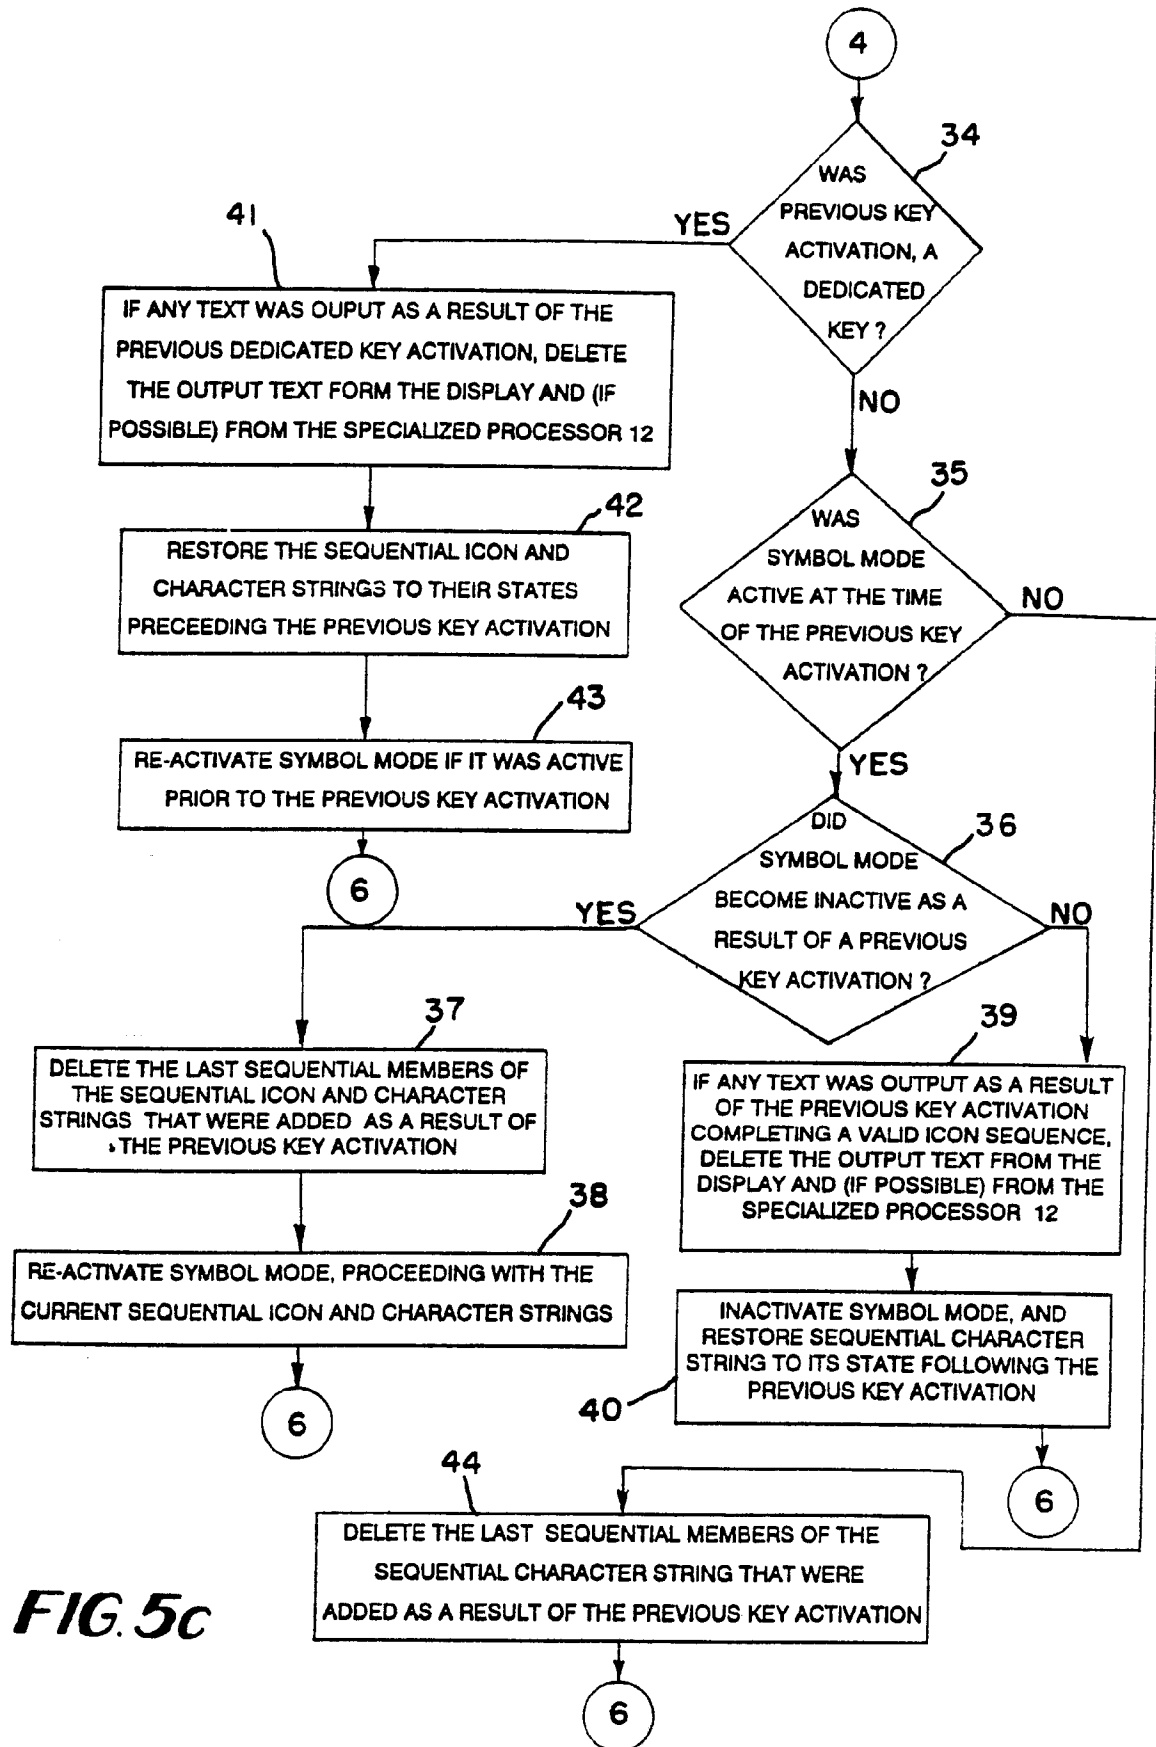 4
34
WAS
PREVIOUS KEY
ACTIVATION, A
DEDICATED
KEY ?
YES
NO
41
IF ANY TEXT WAS OUPUT AS A RESULT OF THE
PREVIOUS DEDICATED KEY ACTIVATION, DELETE
THE OUTPUT TEXT FORM THE DISPLAY AND (IF
POSSIBLE) FROM THE SPECIALIZED PROCESSOR 12
42
RESTORE THE SEQUENTIAL ICON AND
CHARACTER STRINGS TO THEIR STATES
PRECEEDING THE PREVIOUS KEY ACTIVATION
43
RE-ACTIVATE SYMBOL MODE IF IT WAS ACTIVE
PRIOR TO THE PREVIOUS KEY ACTIVATION
6
35
WAS
SYMBOL MODE
ACTIVE AT THE TIME
OF THE PREVIOUS KEY
ACTIVATION ?
NO
YES
36
DID
SYMBOL MODE
BECOME INACTIVE AS A
RESULT OF A PREVIOUS
KEY ACTIVATION ?
YES
NO
37
DELETE THE LAST SEQUENTIAL MEMBERS OF
THE SEQUENTIAL ICON AND CHARACTER
STRINGS THAT WERE ADDED AS A RESULT OF
THE PREVIOUS KEY ACTIVATION
38
RE-ACTIVATE SYMBOL MODE, PROCEEDING WITH THE
CURRENT SEQUENTIAL ICON AND CHARACTER STRINGS
6
39
IF ANY TEXT WAS OUTPUT AS A RESULT
OF THE PREVIOUS KEY ACTIVATION
COMPLETING A VALID ICON SEQUENCE,
DELETE THE OUTPUT TEXT FROM THE
DISPLAY AND (IF POSSIBLE) FROM THE
SPECIALIZED PROCESSOR 12
INACTIVATE SYMBOL MODE, AND
RESTORE SEQUENTIAL CHARACTER
STRING TO ITS STATE FOLLOWING THE
PREVIOUS KEY ACTIVATION
40
6
44
DELETE THE LAST SEQUENTIAL MEMBERS OF THE
SEQUENTIAL CHARACTER STRING THAT WERE
ADDED AS A RESULT OF THE PREVIOUS KEY ACTIVATION
6
FIG. 5c